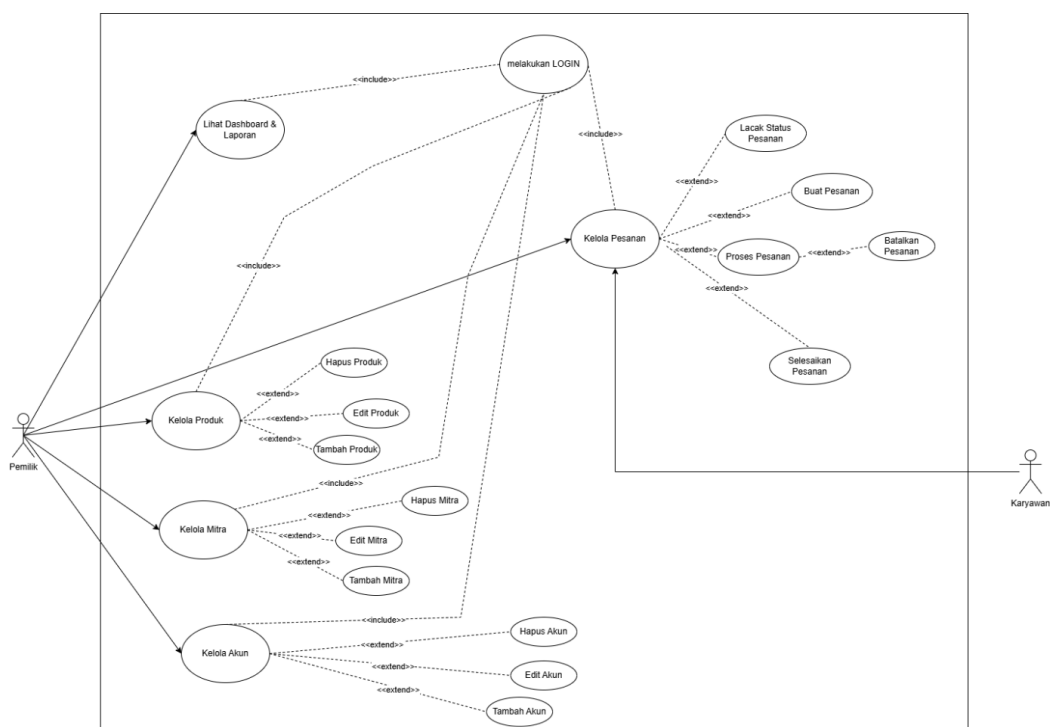 melakukan LOGIN
<<include>>
Lihat Dashboard &
Laporan
<<include>>
Lacak Status
Pesanan
<<extend>>
Buat Pesanan
<<extend>>
Kelola Pesanan
<<extend>>
Proses Pesanan
<<extend>>
Batalkan
Pesanan
<<extend>>
Selesaikan
Pesanan
<<include>>
Hapus Produk
<<extend>>
Kelola Produk
<<extend>>
Edit Produk
<<extend>>
Tambah Produk
Pemilik
Karyawan
<<include>>
Hapus Mitra
<<extend>>
Kelola Mitra
<<extend>>
Edit Mitra
<<extend>>
Tambah Mitra
<<include>>
Hapus Akun
<<extend>>
Kelola Akun
<<extend>>
Edit Akun
<<extend>>
Tambah Akun